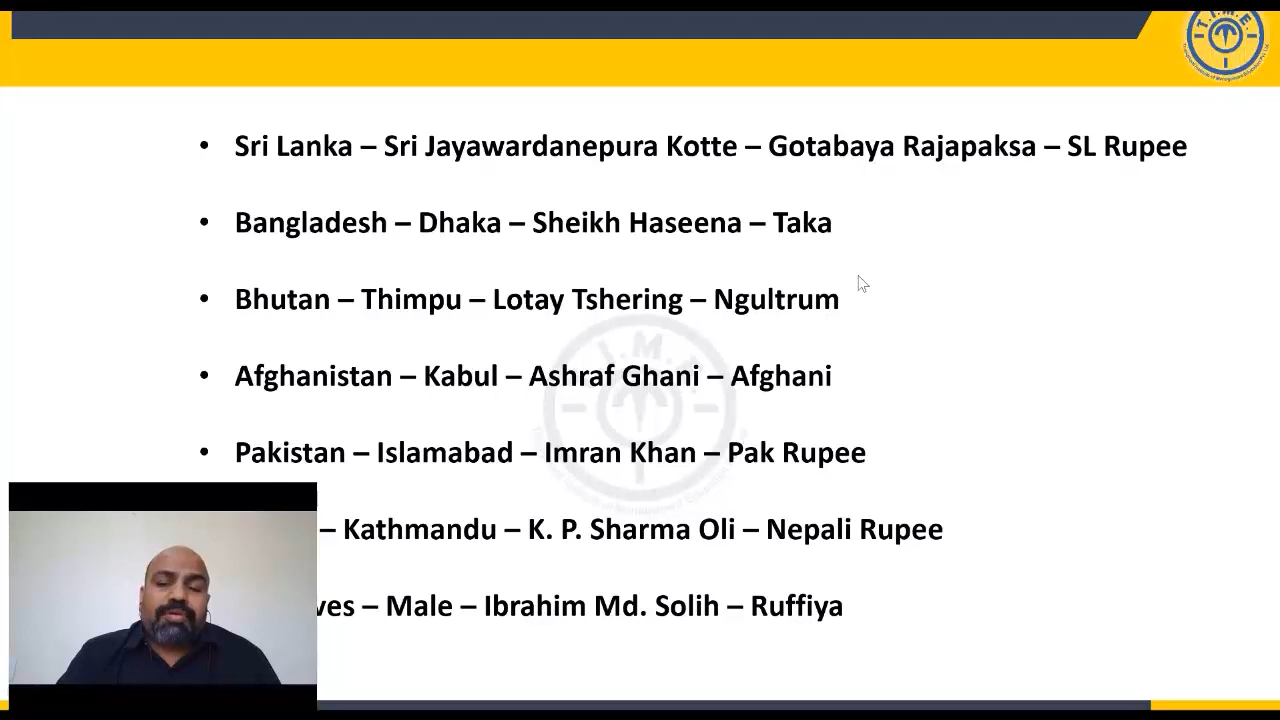 T.I.M.E.
• Sri Lanka – Sri Jayawardanepura Kotte – Gotabaya Rajapaksa – SL Rupee
• Bangladesh – Dhaka – Sheikh Haseena – Taka
• Bhutan – Thimpu – Lotay Tshering – Ngultrum
• Afghanistan – Kabul – Ashraf Ghani – Afghani
• Pakistan – Islamabad – Imran Khan – Pak Rupee
– Kathmandu – K. P. Sharma Oli – Nepali Rupee
ves – Male – Ibrahim Md. Solih – Ruffiya